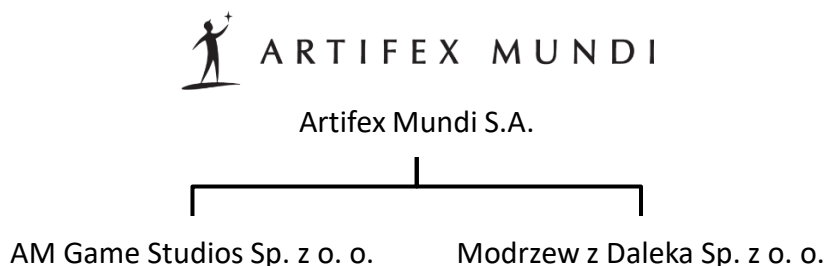 ARTIFEX MUNDI
Artifex Mundi S.A.
AM Game Studios Sp. z o. o.
Modrzew z Daleka Sp. z o. o.